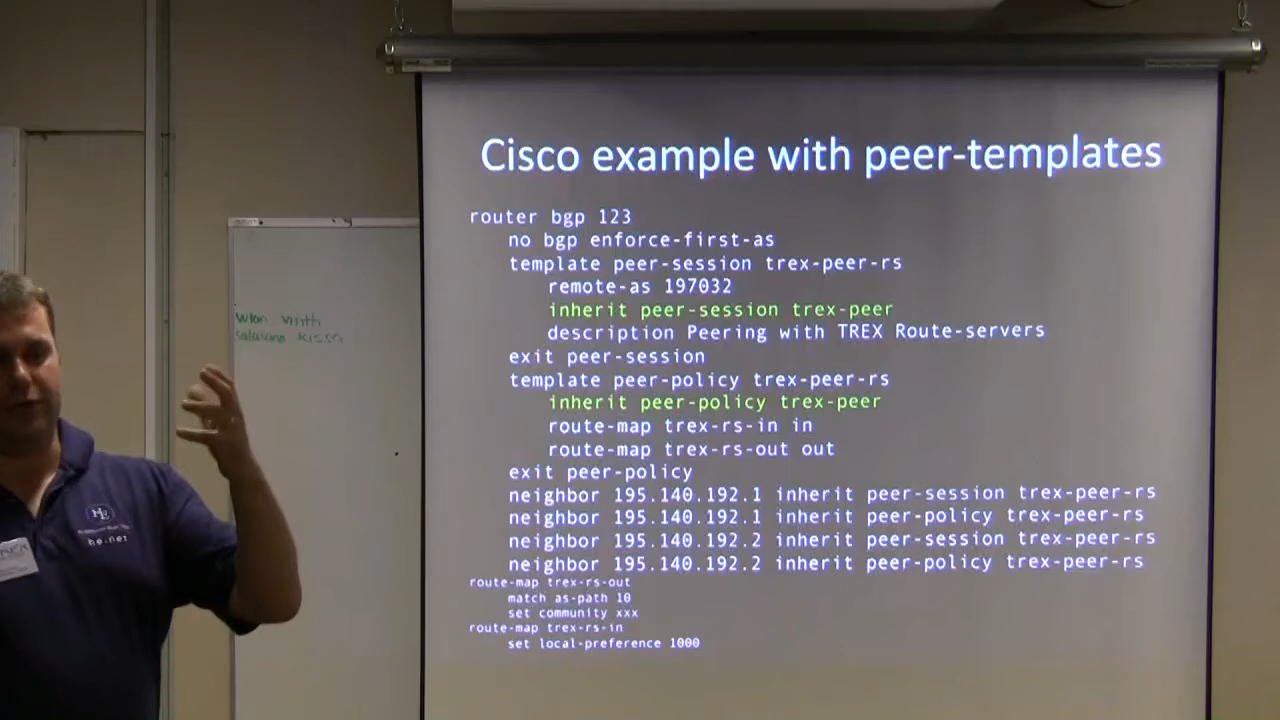 Cisco example with peer-templates
router bgp 123
no bgp enforce-first-as
template peer-session trex-peer-rs
remote-as 197032
inherit peer-session trex-peer
description Peering with TREX Route-servers
exit peer-session
template peer-policy trex-peer-rs
inherit peer-policy trex-peer
route-map trex-rs-in in
route-map trex-rs-out out
exit peer-policy
neighbor 195.140.192.1 inherit peer-session trex-peer-rs
neighbor 195.140.192.1 inherit peer-policy trex-peer-rs
neighbor 195.140.192.2 inherit peer-session trex-peer-rs
neighbor 195.140.192.2 inherit peer-policy trex-peer-rs
route-map trex-rs-out
match as-path 10
set community xxx
route-map trex-rs-in
set local-preference 1000
wlan
kissa
HE
he.net